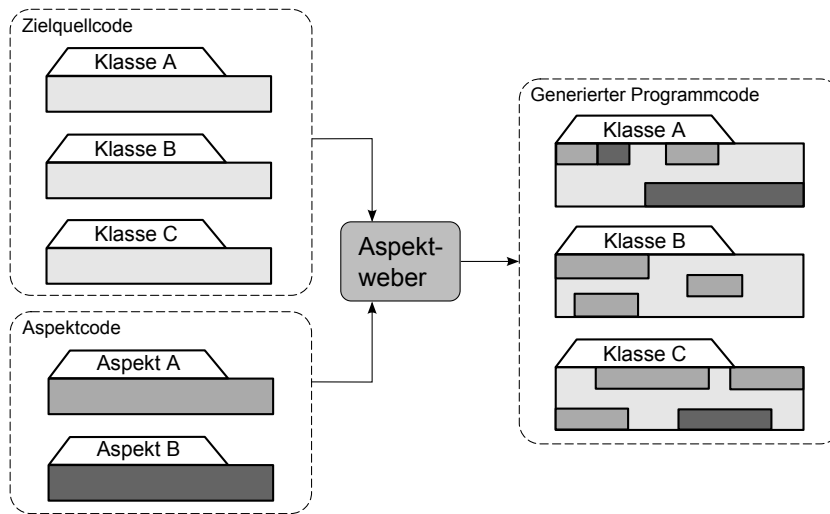 Zielquellcode
Klasse A
Klasse B
Klasse C
Aspektcode
Aspekt A
Aspekt B
Aspekt-
weber
Generierter Programmcode
Klasse A
Klasse B
Klasse C